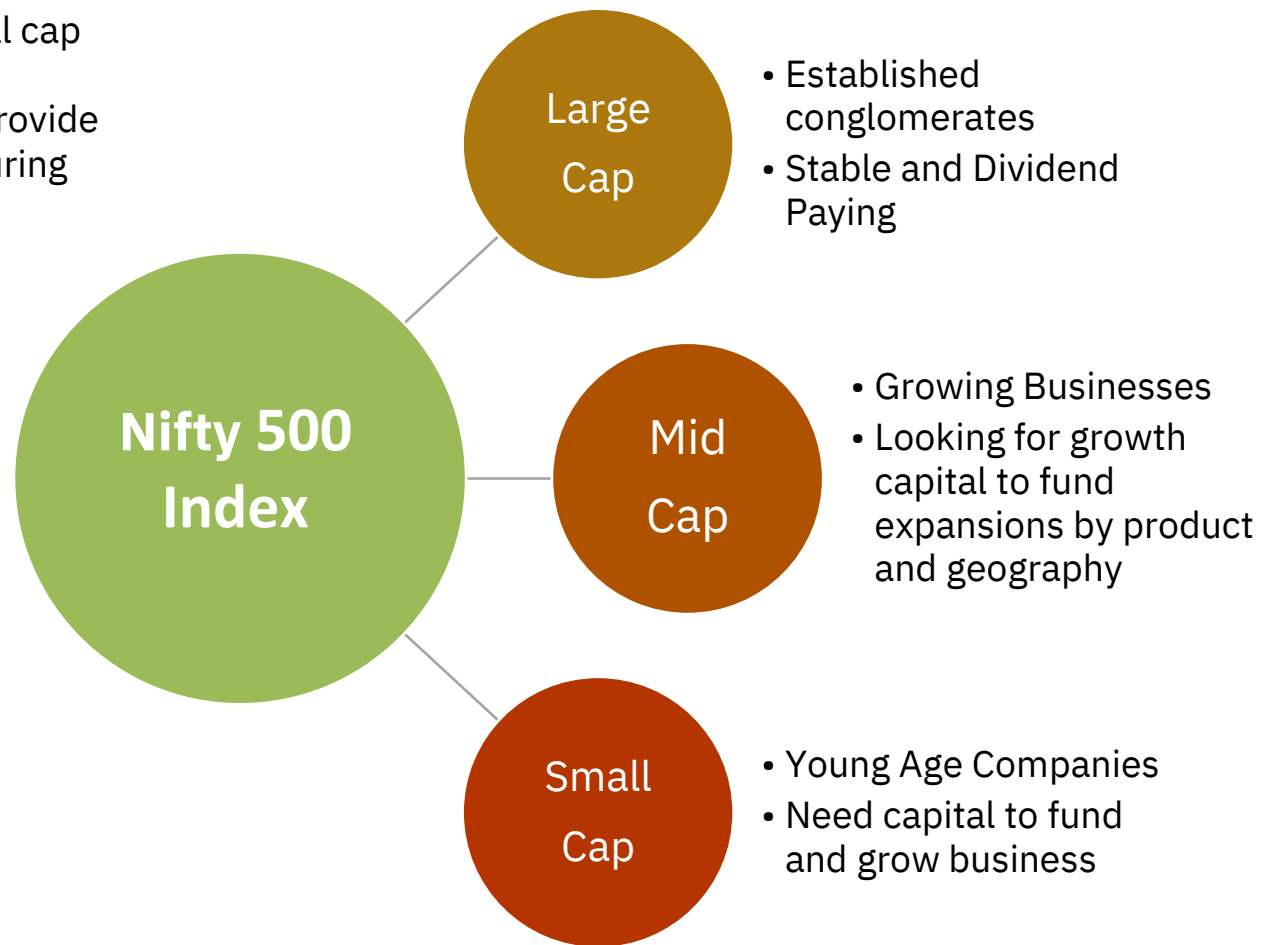 cap
Large
Cap
• Established
conglomerates
• Stable and Dividend
Paying
Nifty 500
Index
Mid
Cap
• Growing Businesses
• Looking for growth
capital to fund
expansions by product
and geography
Small
Cap
• Young Age Companies
• Need capital to fund
and grow business